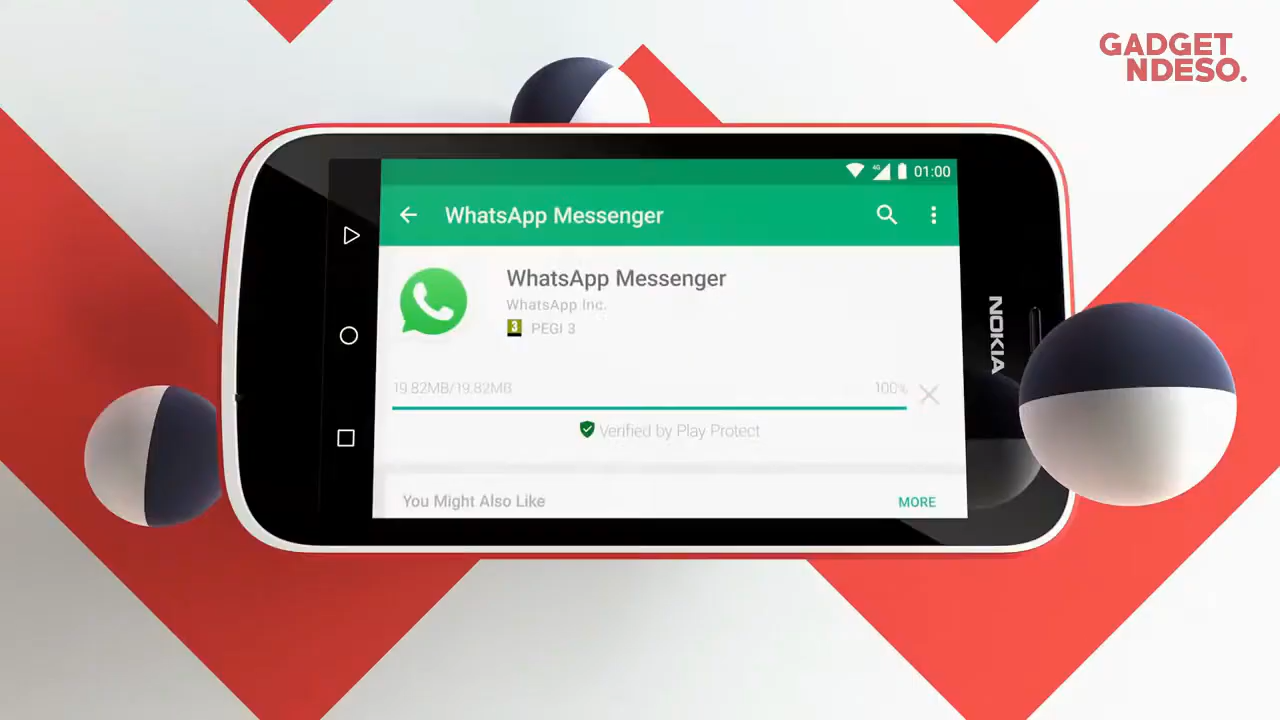 GADGET
NDESO.
01:00
WhatsApp Messenger
WhatsApp Messenger
WhatsApp Inc.
3 PEGI 3
19.82MB/19.82MB 100%
Verified by Play Protect
You Might Also Like MORE
NOKIA
4G